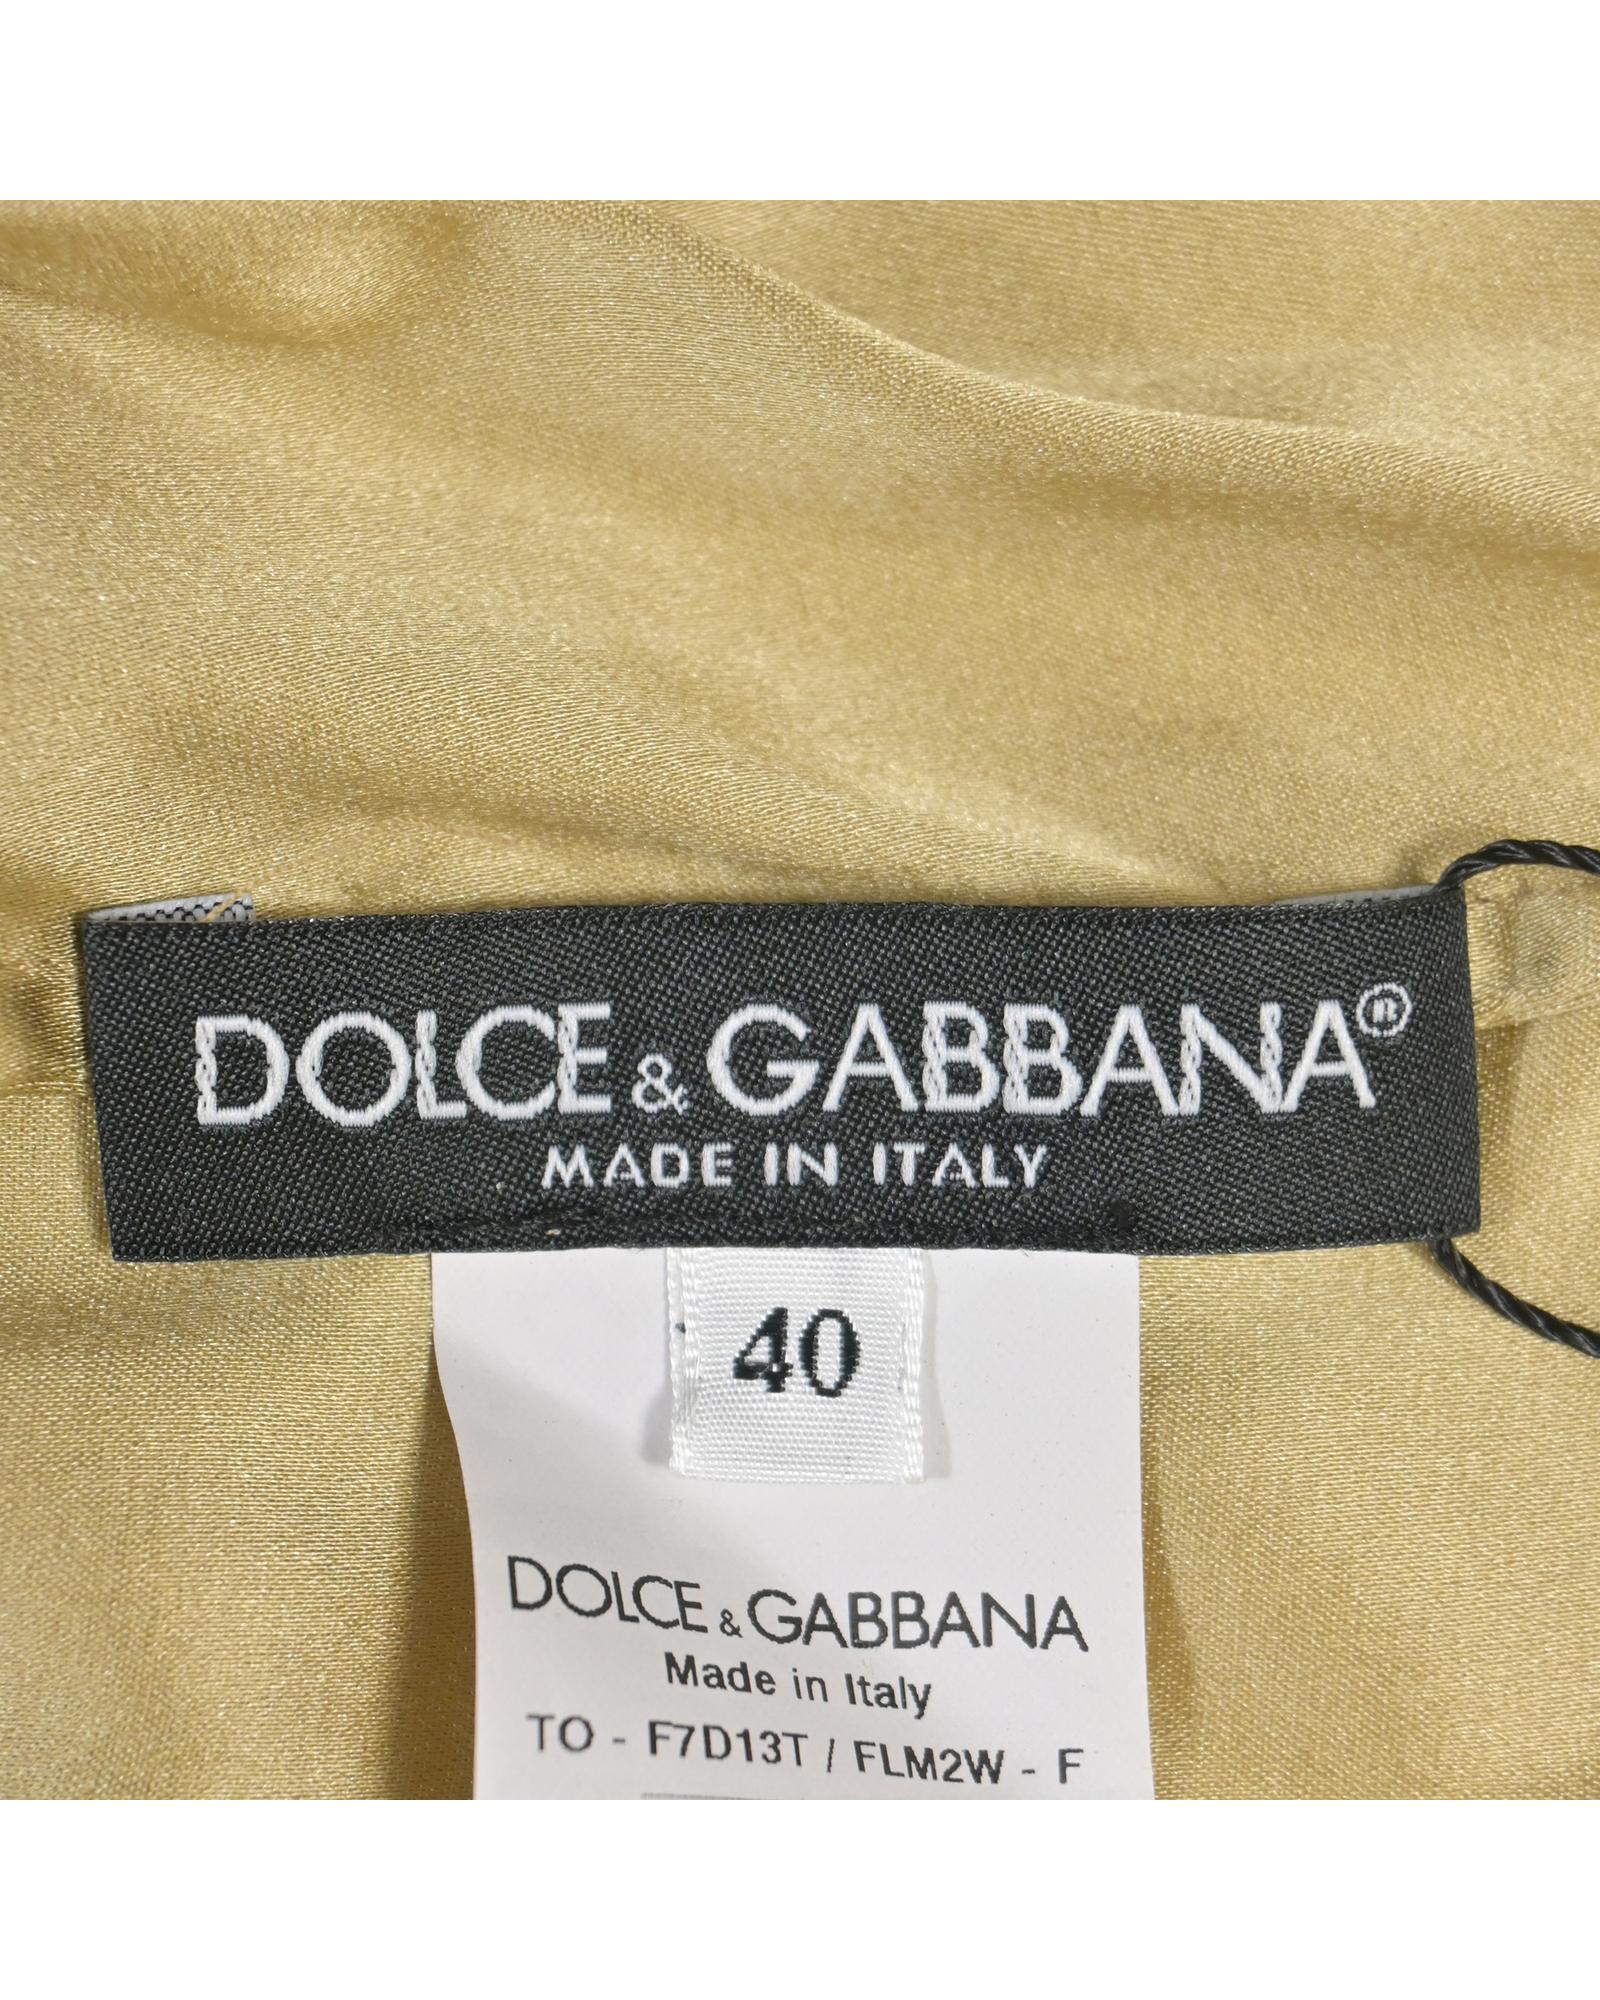 DOLCE & GABBANA®
MADE IN ITALY
40
DOLCE & GABBANA
Made in Italy
TO - F7D13T / FLM2W - F